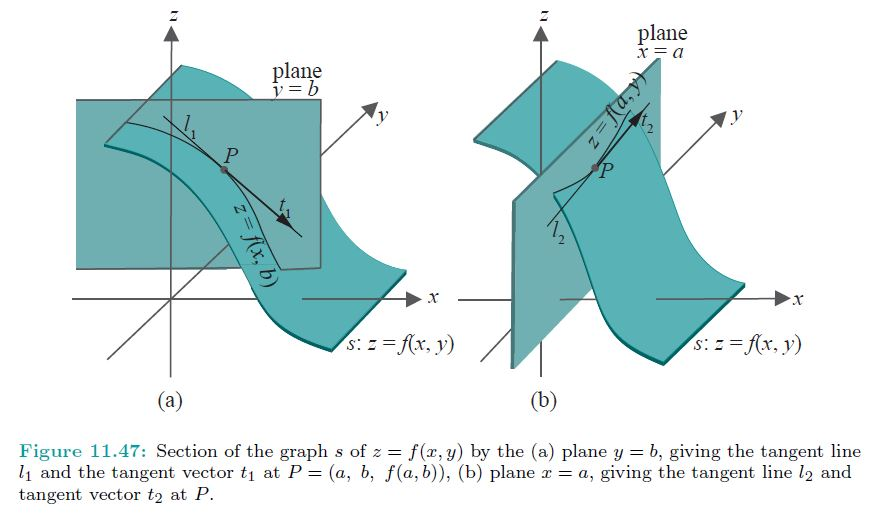 z
plane
y = b
y
l₁
P
t₁
z = f(x, b)
x
s: z = f(x, y)
(a)
z
plane
x = a
z = f(a, y)
y
t₂
P
l₂
x
s: z = f(x, y)
(b)
Figure 11.47: Section of the graph s of z = f(x, y) by the (a) plane y = b, giving the tangent line
l₁ and the tangent vector t₁ at P = (a, b, f(a, b)), (b) plane x = a, giving the tangent line l₂ and
tangent vector t₂ at P.